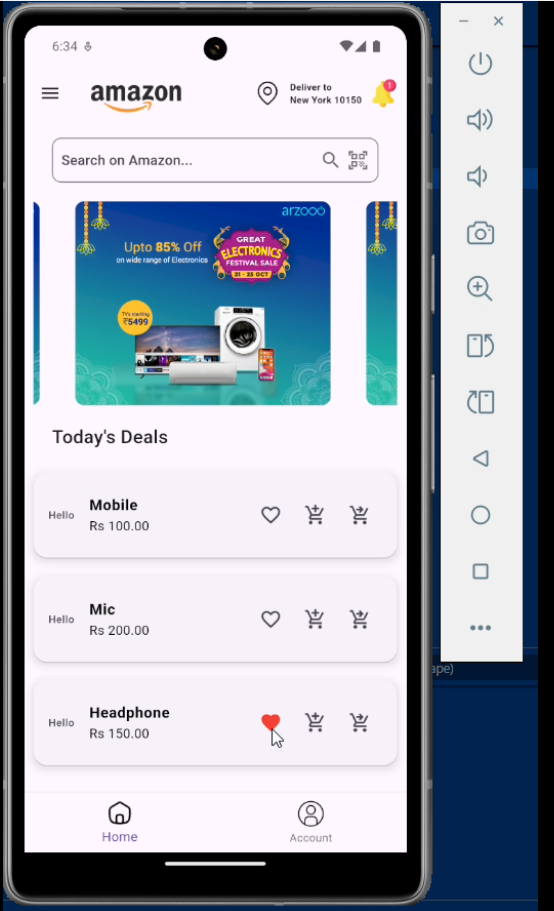 6:34
amazon
Deliver to
New York 10150
1
Search on Amazon...
arzooo
Upto 85% Off
on wide range of Electronics
GREAT
ELECTRONICS
FESTIVAL SALE
21 - 25 OCT
TVs starting
₹5499
Today's Deals
Hello
Mobile
Rs 100.00
Hello
Mic
Rs 200.00
Hello
Headphone
Rs 150.00
Home
Account
ape)